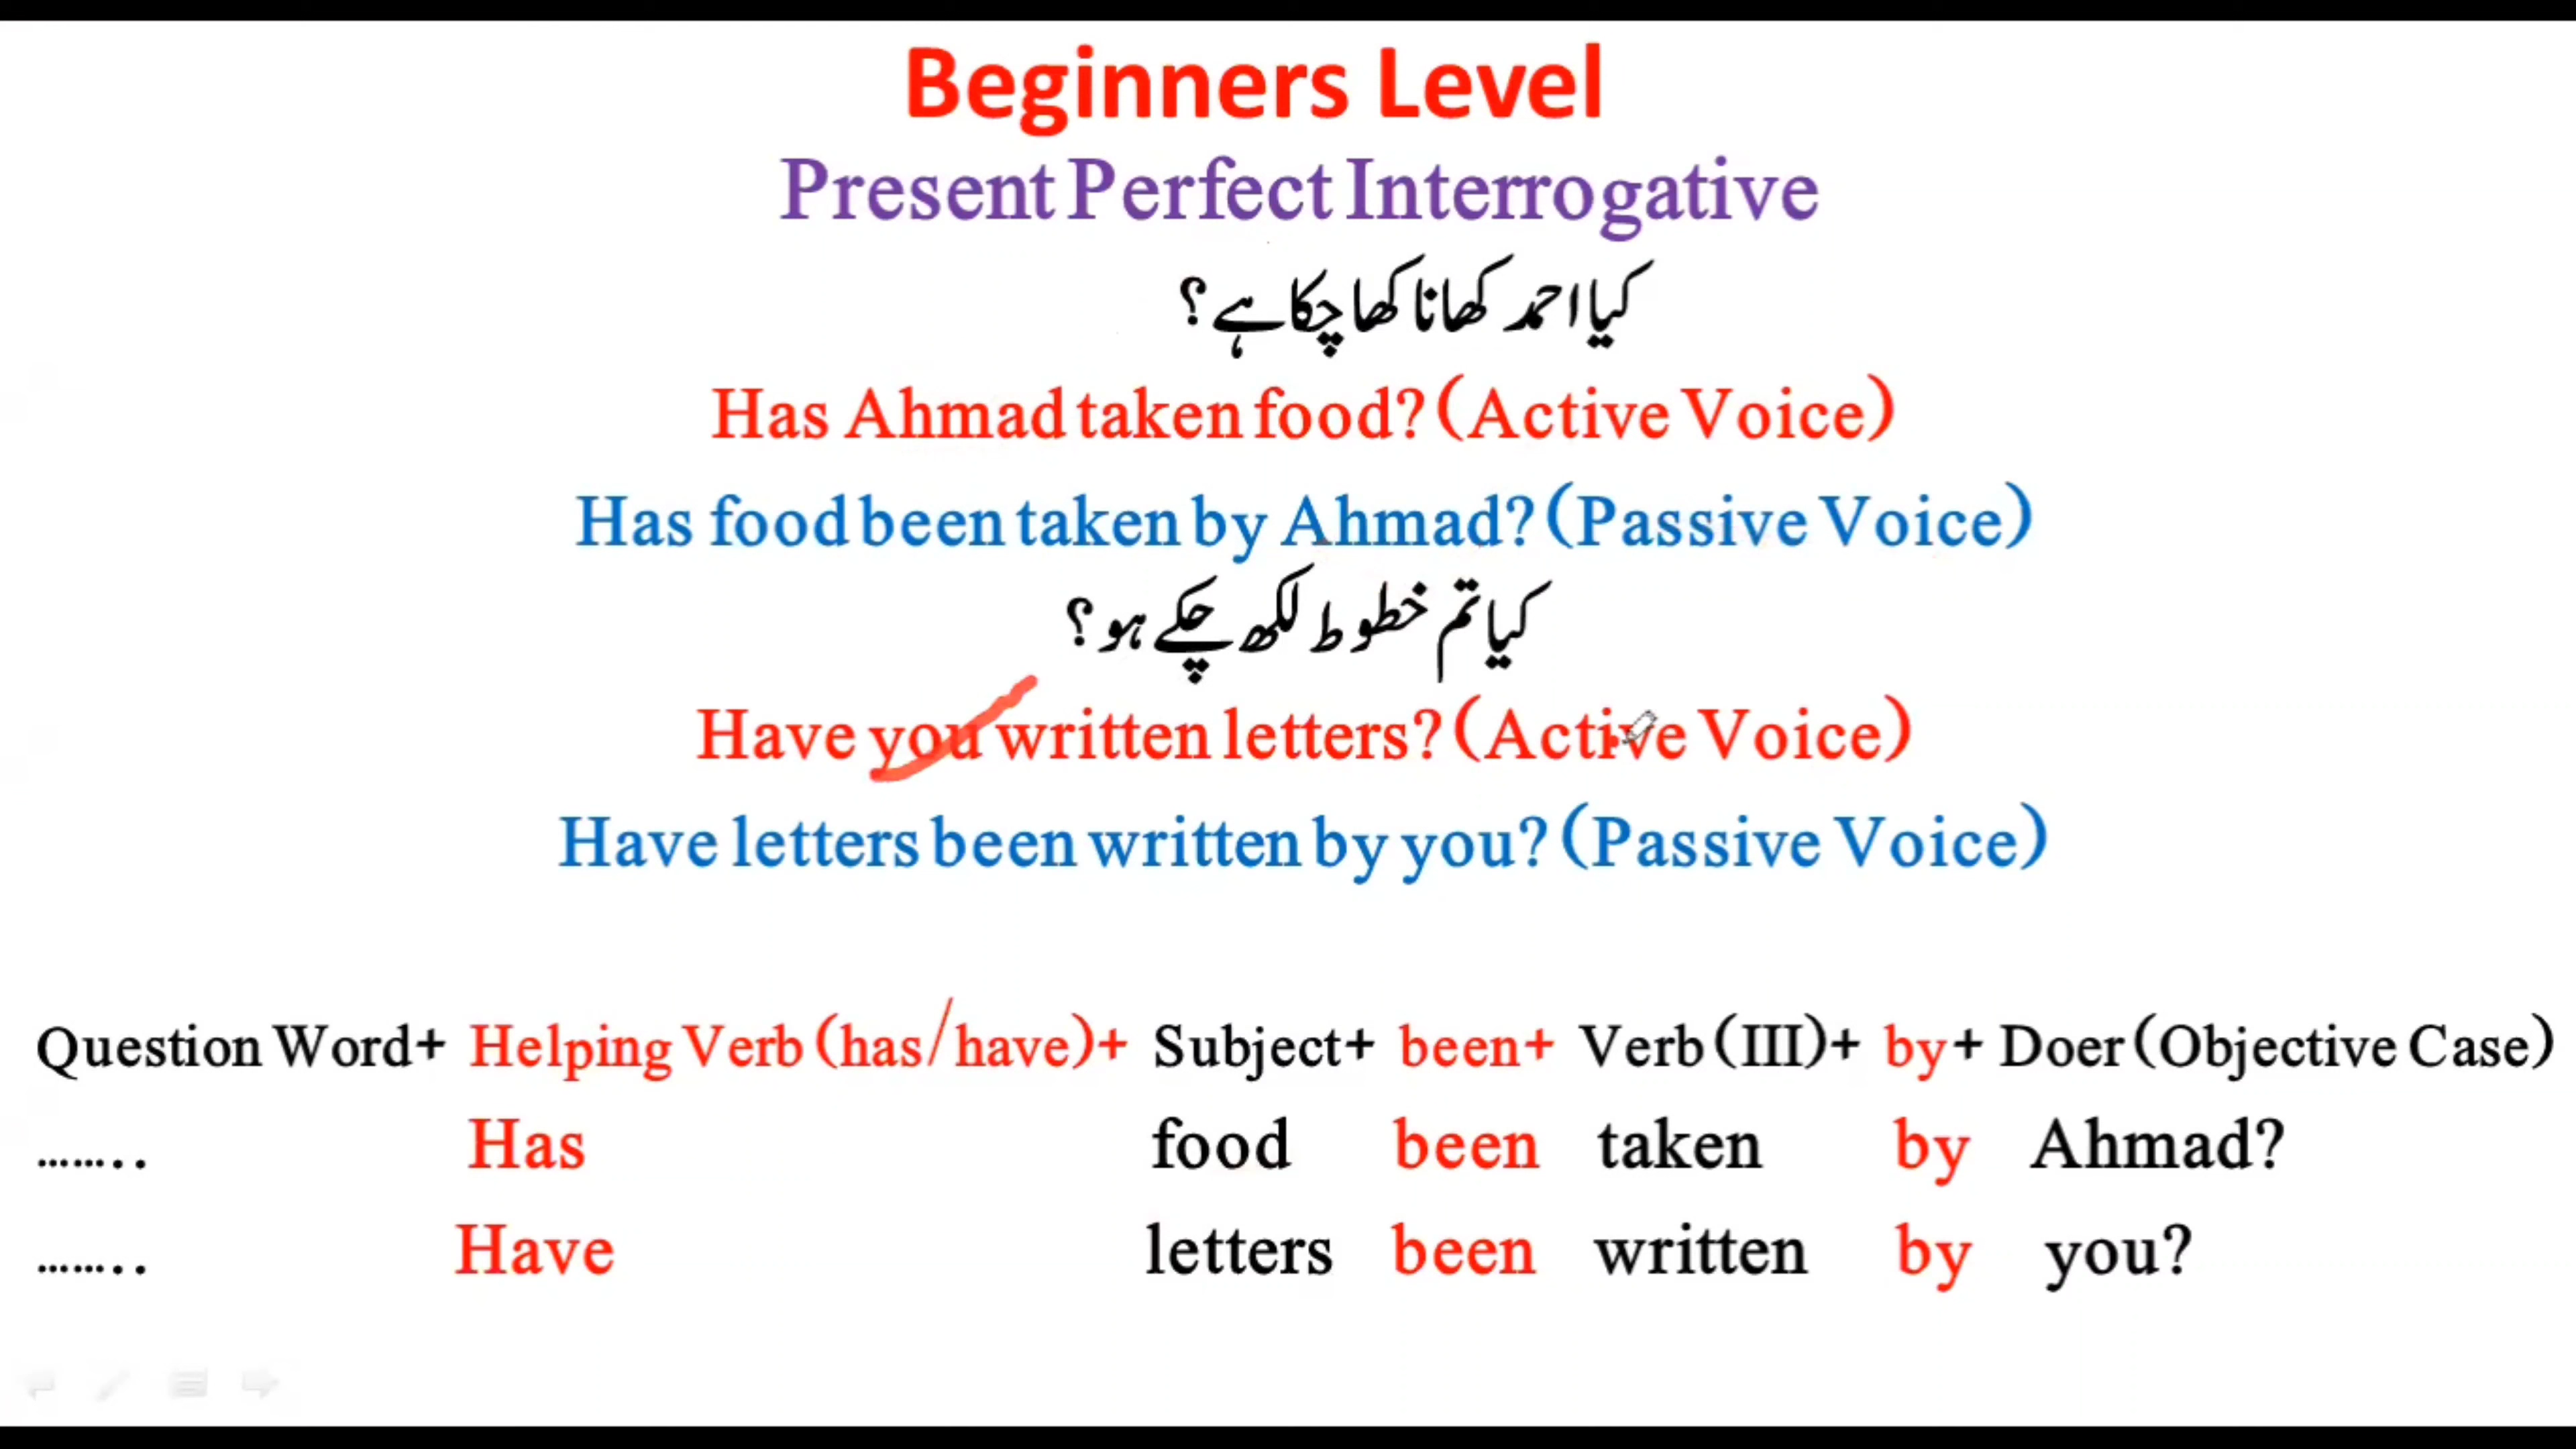 Beginners Level
Present Perfect Interrogative
کیا احمد کھانا کھا چکا ہے؟
Has Ahmad taken food? (Active Voice)
Has food been taken by Ahmad? (Passive Voice)
کیا تم خطوط لکھ چکے ہو؟
Have you written letters? (Active Voice)
Have letters been written by you? (Passive Voice)
Question Word+ Helping Verb (has/have)+ Subject+ been+ Verb (III)+ by+ Doer (Objective Case)
…….. Has food been taken by Ahmad?
…….. Have letters been written by you?